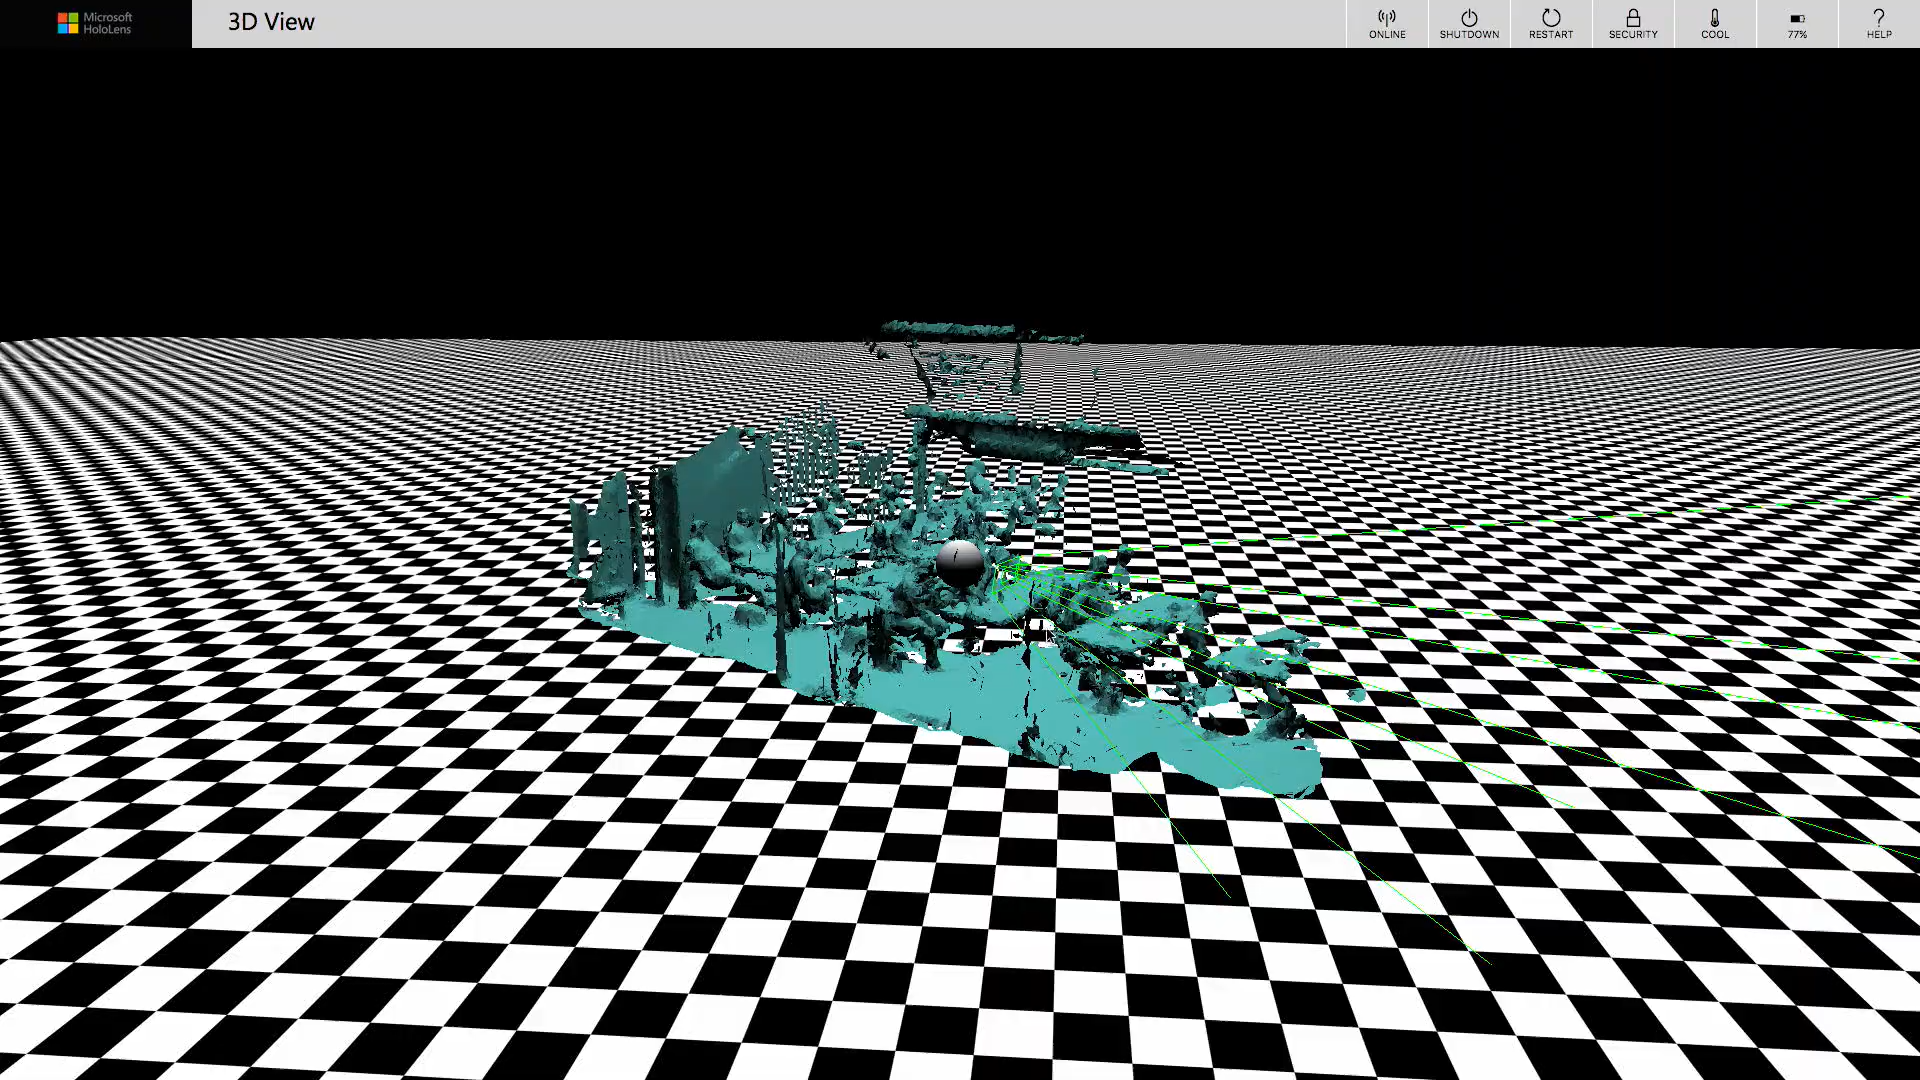 Microsoft
HoloLens
3D View
ONLINE
SHUTDOWN
RESTART
SECURITY
COOL
77%
?
HELP